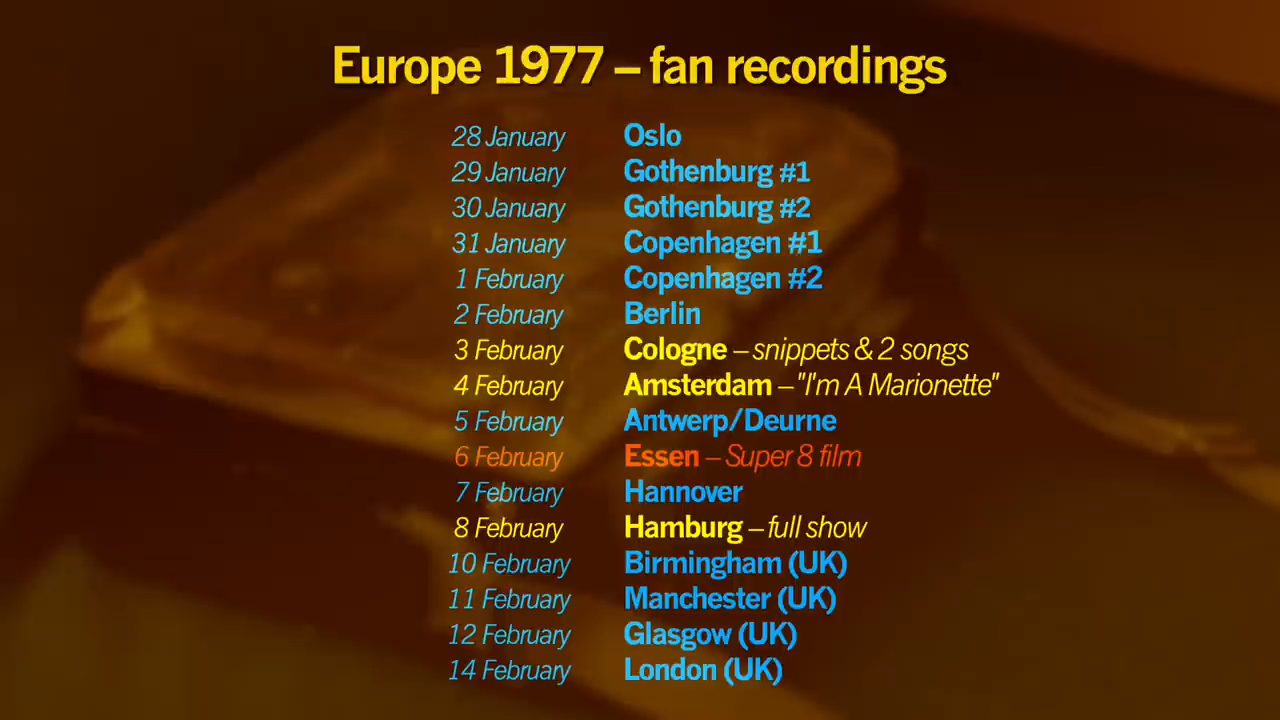 Europe 1977 – fan recordings
28 January Oslo
29 January Gothenburg #1
30 January Gothenburg #2
31 January Copenhagen #1
1 February Copenhagen #2
2 February Berlin
3 February Cologne – snippets & 2 songs
4 February Amsterdam – "I'm A Marionette"
5 February Antwerp/Deurne
6 February Essen – Super 8 film
7 February Hannover
8 February Hamburg – full show
10 February Birmingham (UK)
11 February Manchester (UK)
12 February Glasgow (UK)
14 February London (UK)